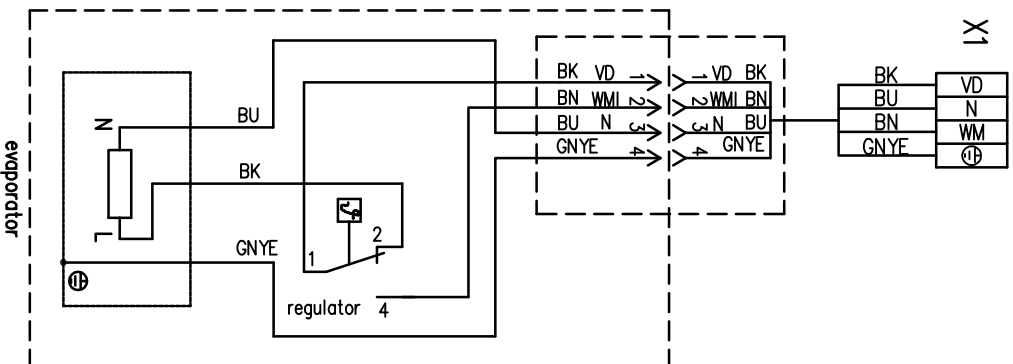 X1
BK VD 1 1 VD BK
BN WMI 2 2 WMI BN
BU N 3 3 N BU
GNYE 4 4 GNYE
BK VD
BU N
BN WM
GNYE
N
BU
BK
L
GNYE
1
2
regulator 4
evaporator